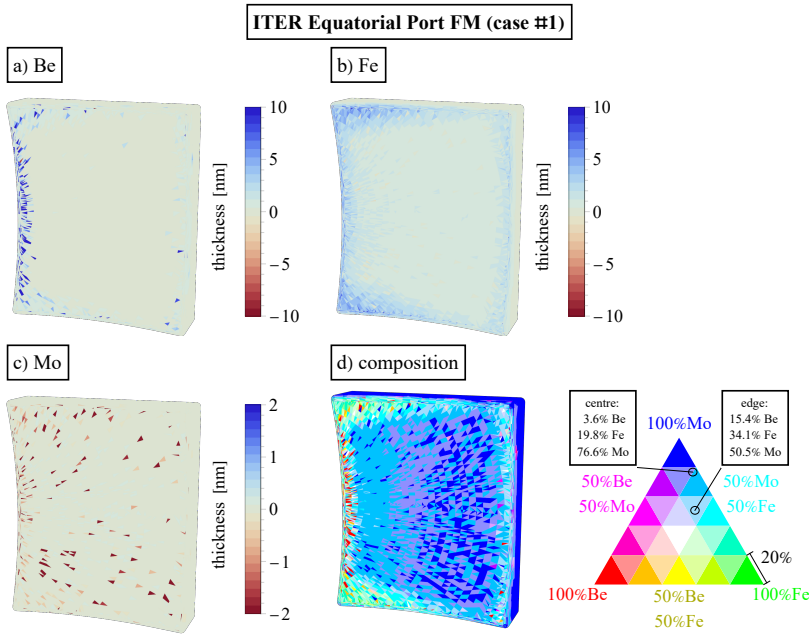 ITER Equatorial Port FM (case #1)
a) Be
b) Fe
10
5
0
−5
−10
thickness [nm]
10
5
0
−5
−10
thickness [nm]
c) Mo
d) composition
2
1
0
−1
−2
thickness [nm]
centre:
3.6% Be
19.8% Fe
76.6% Mo
edge:
15.4% Be
34.1% Fe
50.5% Mo
100%Mo
50%Be
50%Mo
50%Mo
50%Fe
20%
100%Be
50%Be
50%Fe
100%Fe